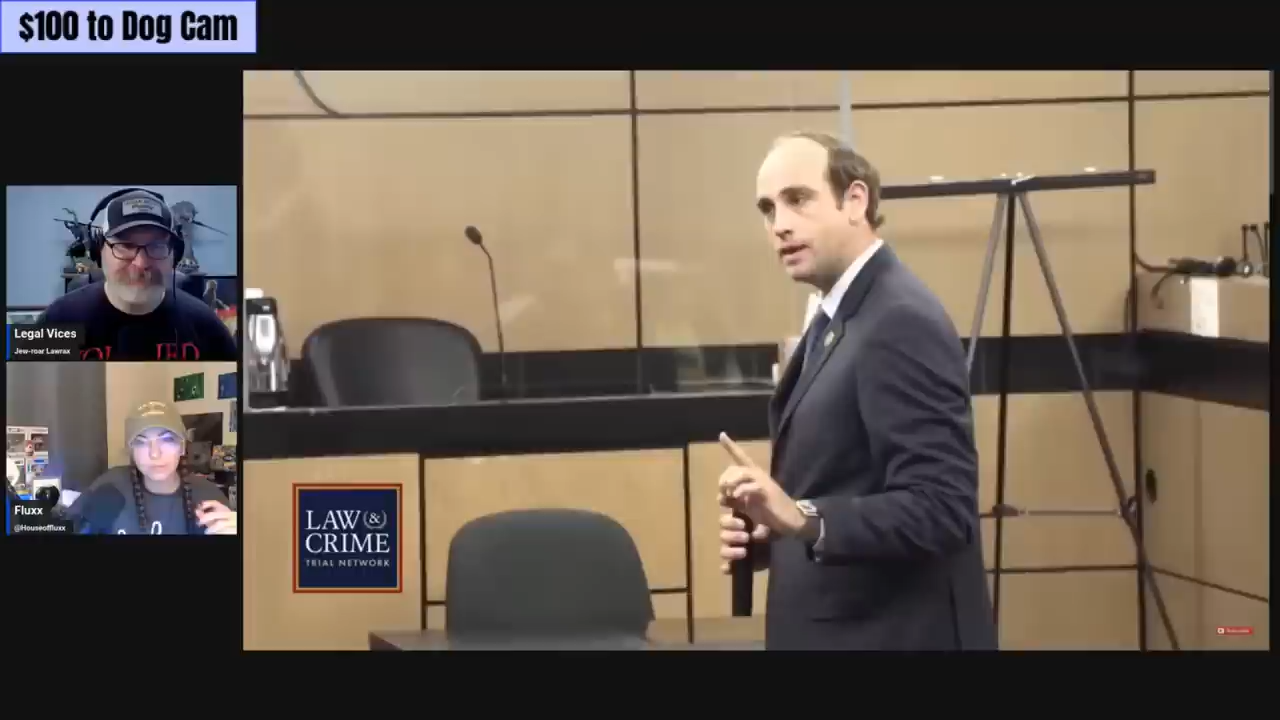 $100 to Dog Cam
Legal Vices
Jew-roar Lawrax
Fluxx
@Houseoffluxx
LAW (&)
CRIME
TRIAL NETWORK